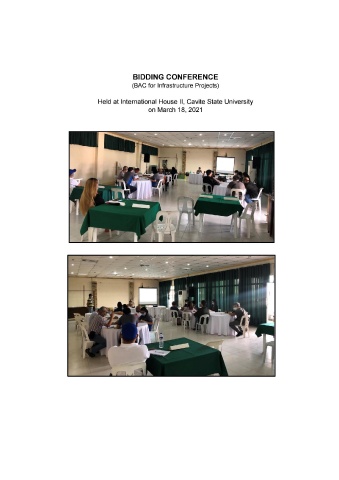 BIDDING CONFERENCE
(BAC for Infrastructure Projects)
Held at International House II, Cavite State University
on March 18, 2021